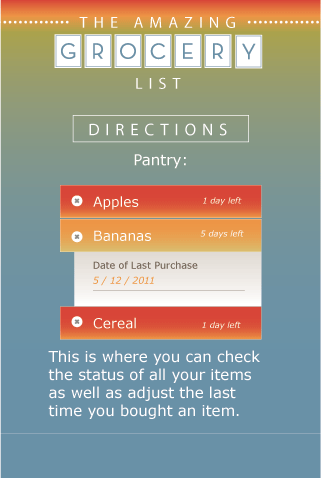 THE AMAZING
GROCERY
LIST
DIRECTIONS
Pantry:
Apples 1 day left
Bananas 5 days left
Date of Last Purchase
5 / 12 / 2011
Cereal 1 day left
This is where you can check
the status of all your items
as well as adjust the last
time you bought an item.